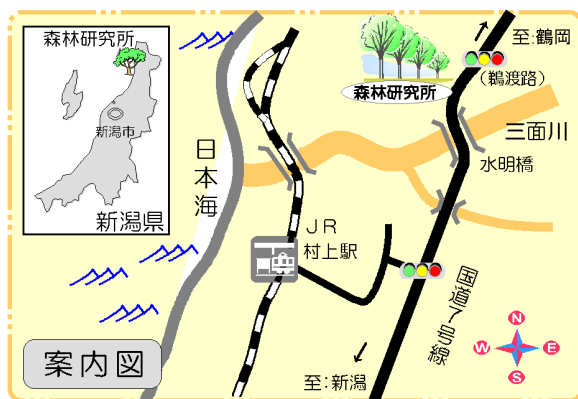 森林研究所
新潟市
新潟県
日本海
森林研究所
至:鶴岡
(鵜渡路)
三面川
水明橋
JR
村上駅
国道7号線
至:新潟
案内図
N
W
E
S